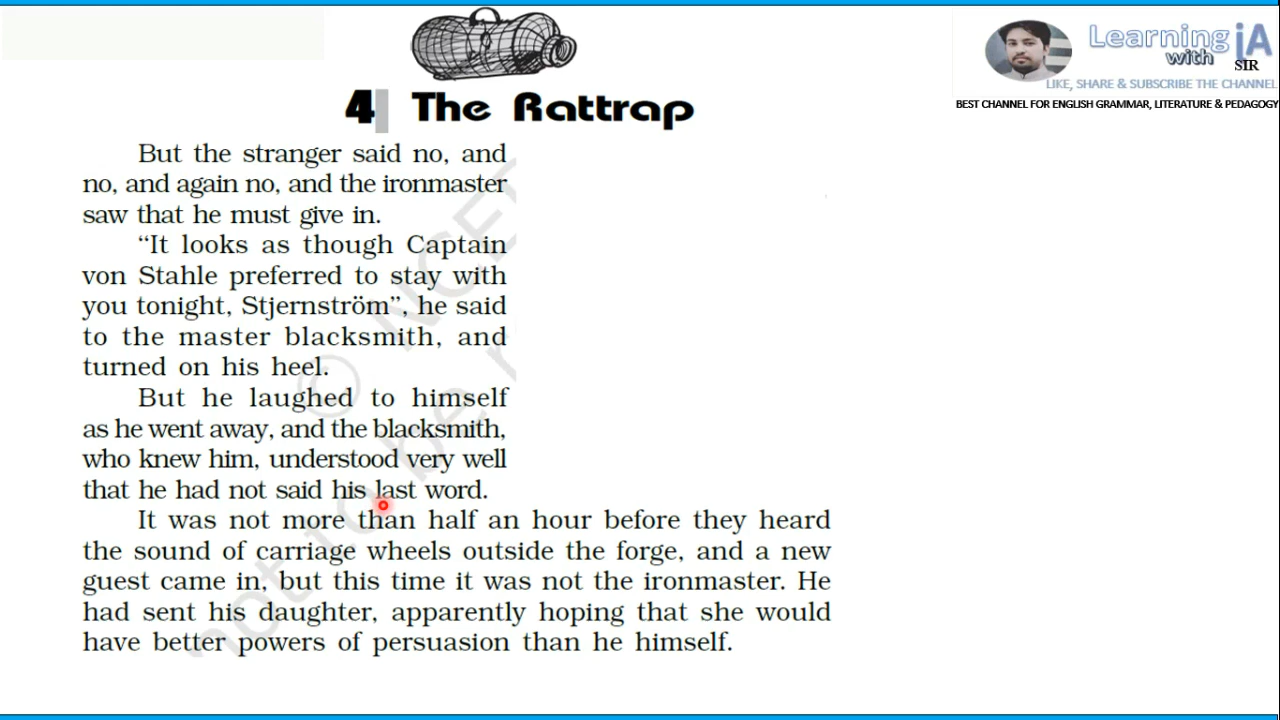 Learning
with
iA
SIR
LIKE, SHARE & SUBSCRIBE THE CHANNEL
BEST CHANNEL FOR ENGLISH GRAMMAR, LITERATURE & PEDAGOGY
4 The Rattrap
But the stranger said no, and
no, and again no, and the ironmaster
saw that he must give in.
“It looks as though Captain
von Stahle preferred to stay with
you tonight, Stjernström”, he said
to the master blacksmith, and
turned on his heel.
But he laughed to himself
as he went away, and the blacksmith,
who knew him, understood very well
that he had not said his last word.
It was not more than half an hour before they heard
the sound of carriage wheels outside the forge, and a new
guest came in, but this time it was not the ironmaster. He
had sent his daughter, apparently hoping that she would
have better powers of persuasion than he himself.
© NCE
not to be r